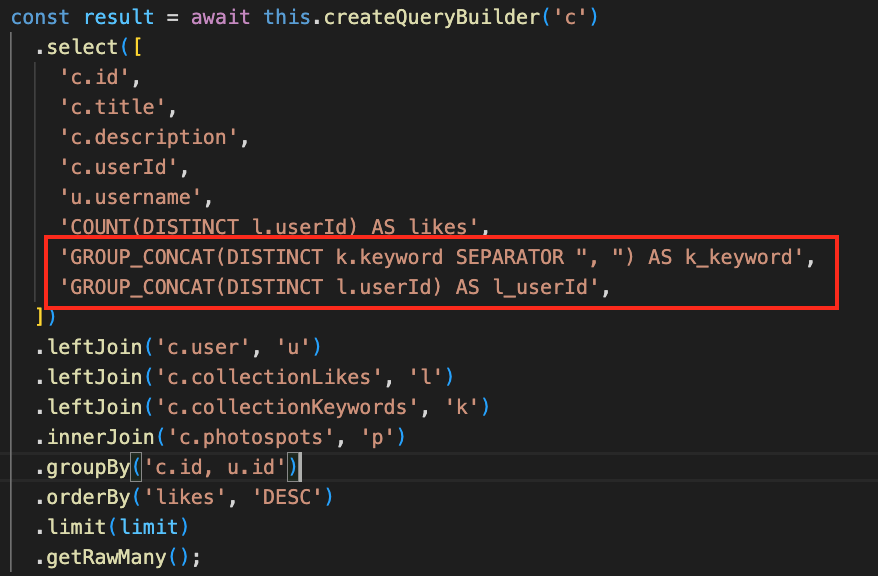 const result = await this.createQueryBuilder('c')
.select([
'c.id',
'c.title',
'c.description',
'c.userId',
'u.username',
'COUNT(DISTINCT l.userId) AS likes',
'GROUP_CONCAT(DISTINCT k.keyword SEPARATOR ", ") AS k_keyword',
'GROUP_CONCAT(DISTINCT l.userId) AS l_userId',
])
.leftJoin('c.user', 'u')
.leftJoin('c.collectionLikes', 'l')
.leftJoin('c.collectionKeywords', 'k')
.innerJoin('c.photospots', 'p')
.groupBy('c.id, u.id')
.orderBy('likes', 'DESC')
.limit(limit)
.getRawMany();